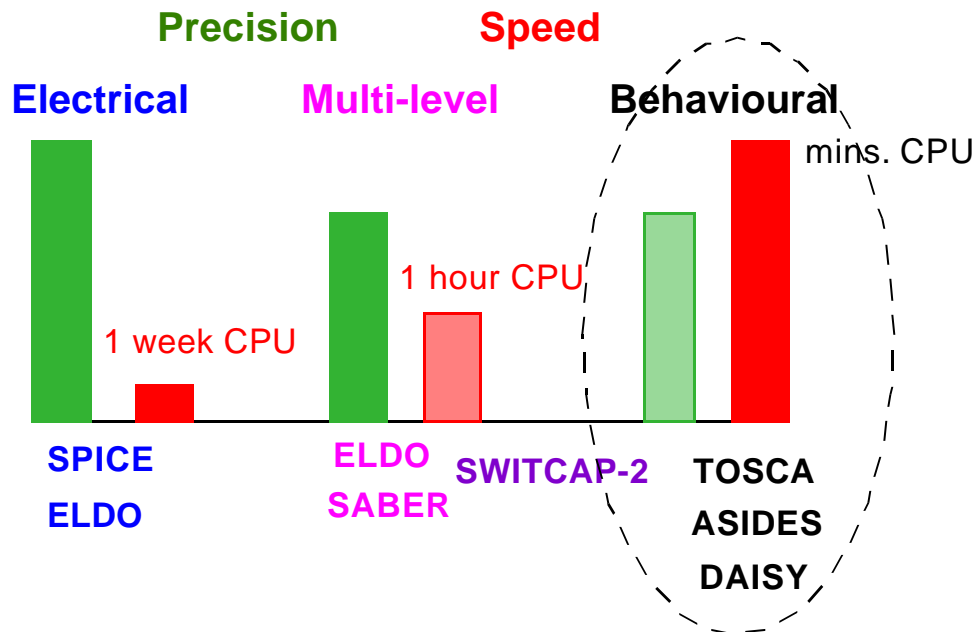 Precision Speed
Electrical Multi-level Behavioural
mins. CPU
1 hour CPU
1 week CPU
SPICE ELDO SWITCAP-2 TOSCA
ELDO SABER ASIDES
DAISY